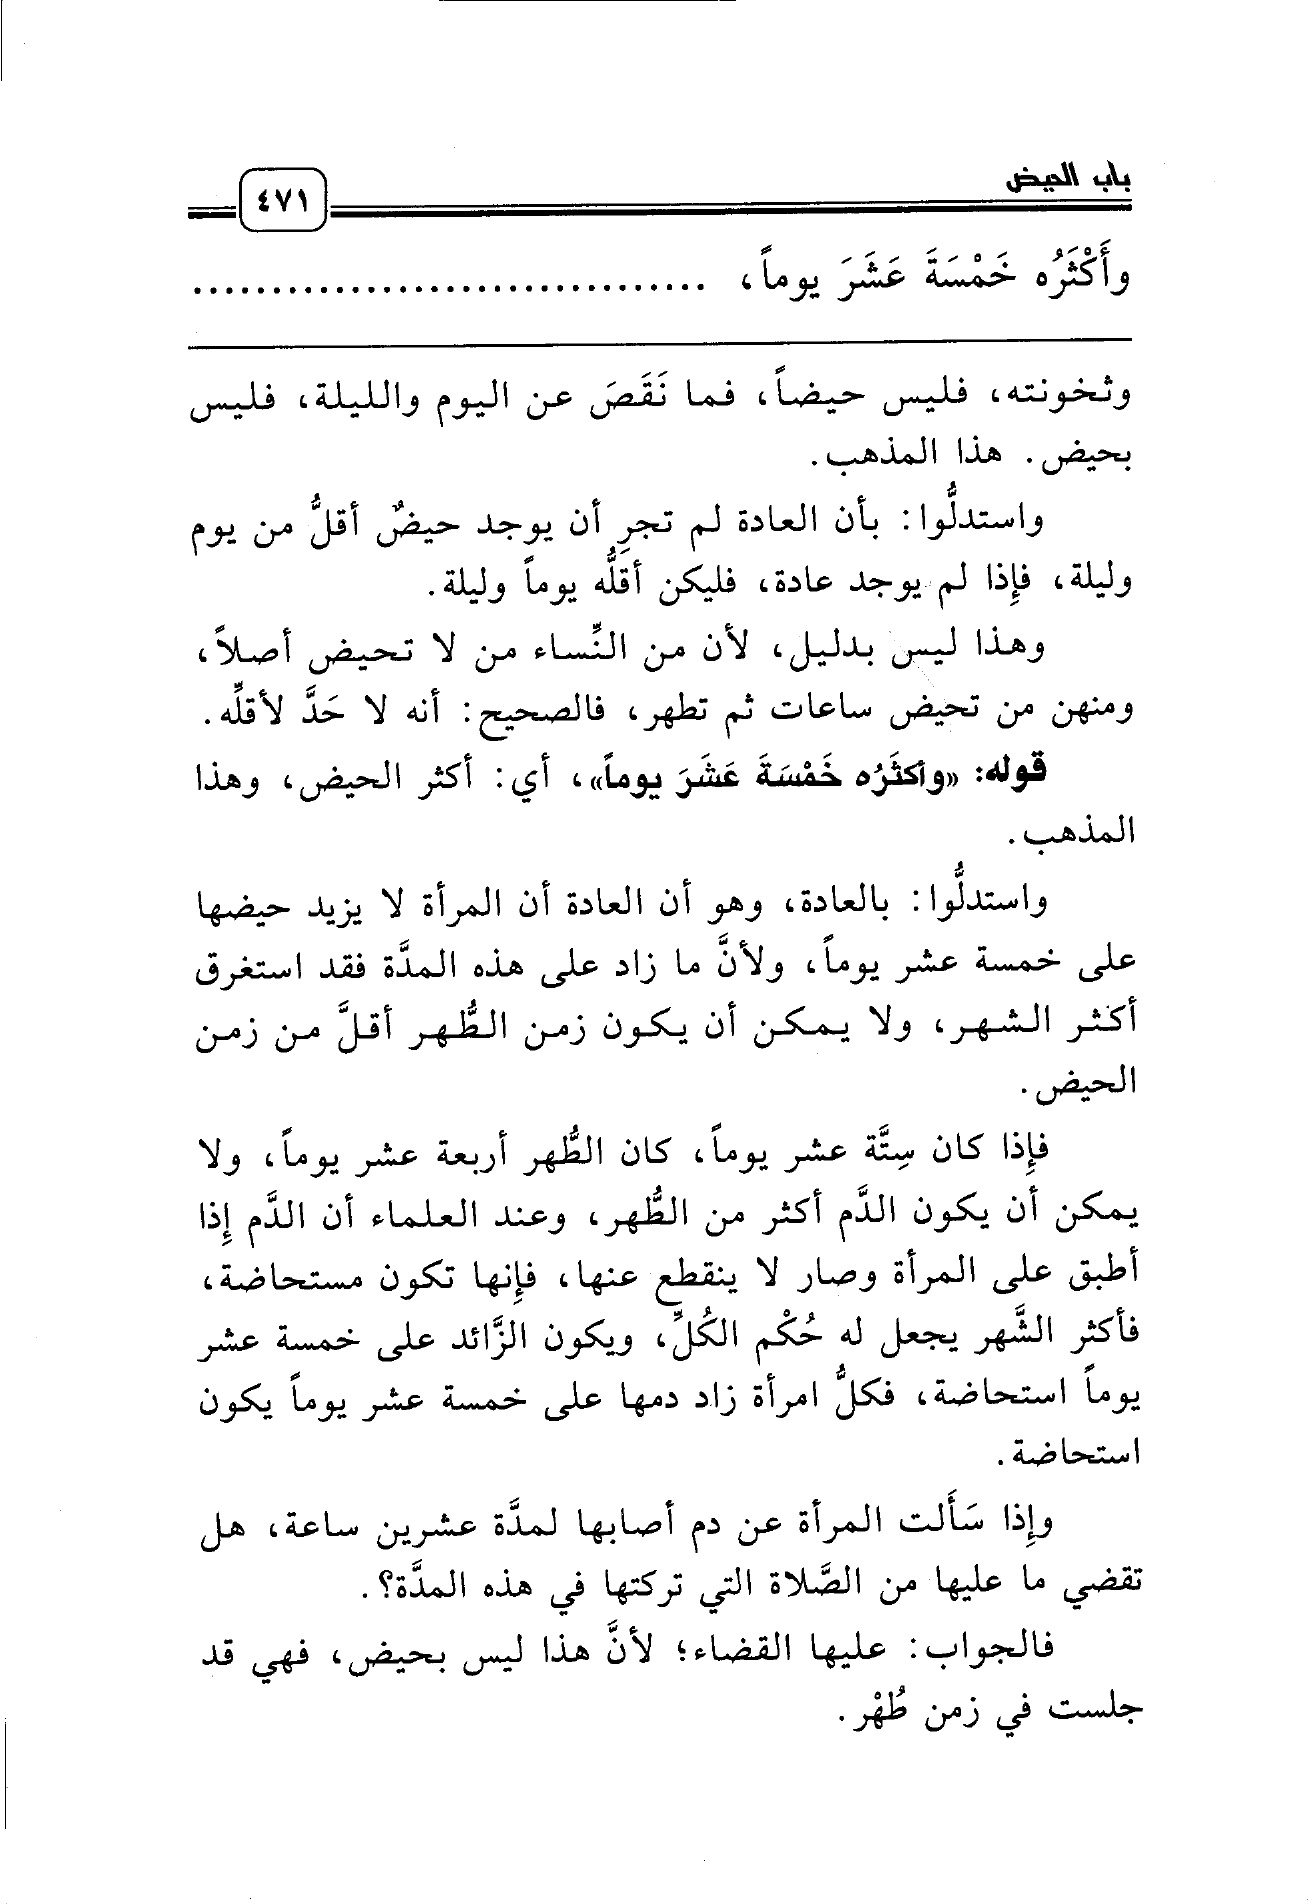 باب الحيض
٤٧١
وأَكْثَرُه خَمْسَةَ عَشَرَ يوماً، .................................
وثخونته، فليس حيضاً، فما نَقَصَ عن اليوم والليلة، فليس
بحيض. هذا المذهب.
واستدلُّوا: بأن العادة لم تجرِ أن يوجد حيضٌ أقلُّ من يوم
وليلة، فإِذا لم يوجد عادة، فليكن أقلُّه يوماً وليلة.
وهذا ليس بدليل، لأن من النِّساء من لا تحيض أصلاً،
ومنهن من تحيض ساعات ثم تطهر، فالصحيح: أنه لا حَدَّ لأقلِّه.
قوله: «وأكثَرُه خَمْسَةَ عَشَرَ يوماً»، أي: أكثر الحيض، وهذا
المذهب.
واستدلُّوا: بالعادة، وهو أن العادة أن المرأة لا يزيد حيضها
على خمسة عشر يوماً، ولأنَّ ما زاد على هذه المدَّة فقد استغرق
أكثر الشهر، ولا يمكن أن يكون زمن الطُّهر أقلَّ من زمن
الحيض.
فإِذا كان سِتَّة عشر يوماً، كان الطُّهر أربعة عشر يوماً، ولا
يمكن أن يكون الدَّم أكثر من الطُّهر، وعند العلماء أن الدَّم إِذا
أطبق على المرأة وصار لا ينقطع عنها، فإِنها تكون مستحاضة،
فأكثر الشَّهر يجعل له حُكْم الكُلِّ، ويكون الزَّائد على خمسة عشر
يوماً استحاضة، فكلُّ امرأة زاد دمها على خمسة عشر يوماً يكون
استحاضة.
وإِذا سَأَلت المرأة عن دم أصابها لمدَّة عشرين ساعة، هل
تقضي ما عليها من الصَّلاة التي تركتها في هذه المدَّة؟.
فالجواب: عليها القضاء؛ لأنَّ هذا ليس بحيض، فهي قد
جلست في زمن طُهْر.